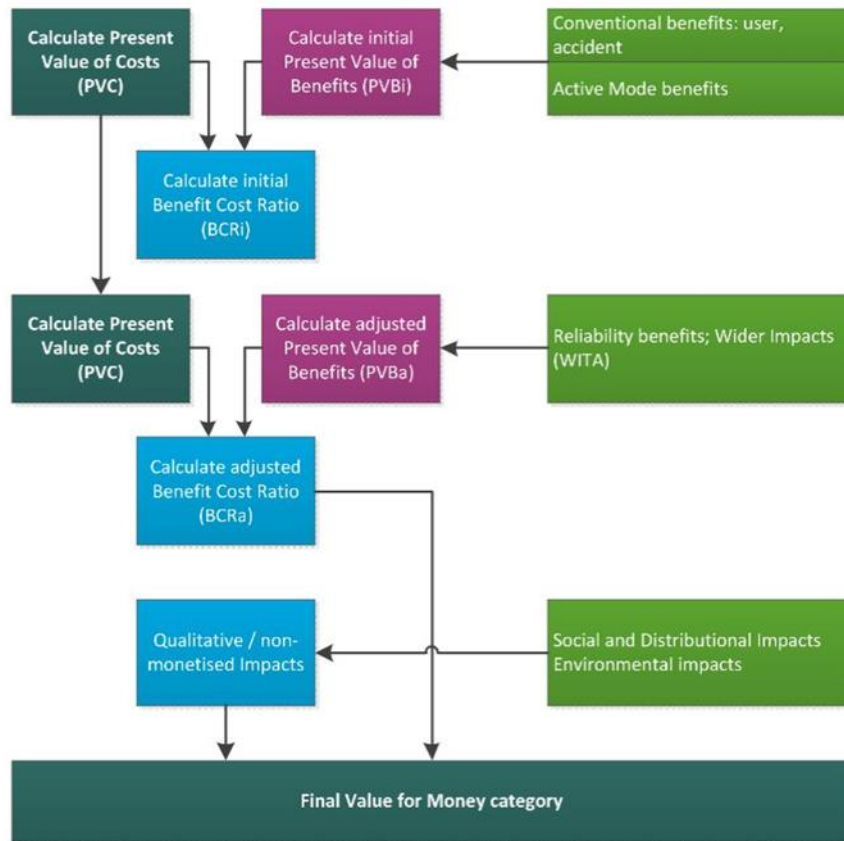 Calculate Present
Value of Costs
(PVC)
Calculate initial
Present Value of
Benefits (PVBi)
Conventional benefits: user,
accident
Active Mode benefits
Calculate initial
Benefit Cost Ratio
(BCRi)
Calculate Present
Value of Costs
(PVC)
Calculate adjusted
Present Value of
Benefits (PVBa)
Reliability benefits; Wider Impacts
(WITA)
Calculate adjusted
Benefit Cost Ratio
(BCRa)
Qualitative / non-
monetised Impacts
Social and Distributional Impacts
Environmental impacts
Final Value for Money category